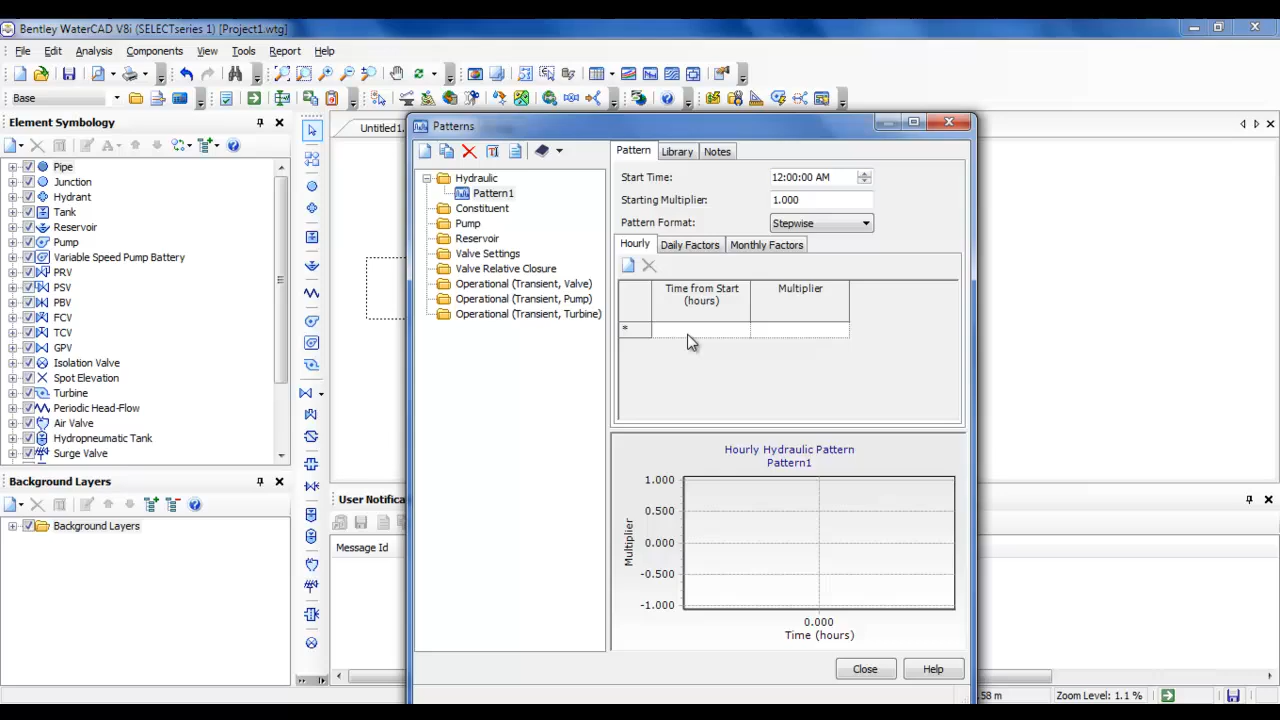 Bentley WaterCAD V8i (SELECTseries 1) [Project1.wtg]
File Edit Analysis Components View Tools Report Help
Base
Element Symbology
Pipe
Junction
Hydrant
Tank
Reservoir
Pump
Variable Speed Pump Battery
PRV
PSV
PBV
FCV
TCV
GPV
Isolation Valve
Spot Elevation
Turbine
Periodic Head-Flow
Air Valve
Hydropneumatic Tank
Surge Valve
Background Layers
Background Layers
Untitled1.
User Notifica
Message Id
Patterns
Hydraulic
Pattern1
Constituent
Pump
Reservoir
Valve Settings
Valve Relative Closure
Operational (Transient, Valve)
Operational (Transient, Pump)
Operational (Transient, Turbine)
Pattern Library Notes
Start Time: 12:00:00 AM
Starting Multiplier: 1.000
Pattern Format: Stepwise
Hourly Daily Factors Monthly Factors
Time from Start Multiplier
(hours)
*
Hourly Hydraulic Pattern
Pattern1
1.000
0.500
0.000
-0.500
-1.000
Multiplier
0.000
Time (hours)
Close Help
.58 m Zoom Level: 1.1 %